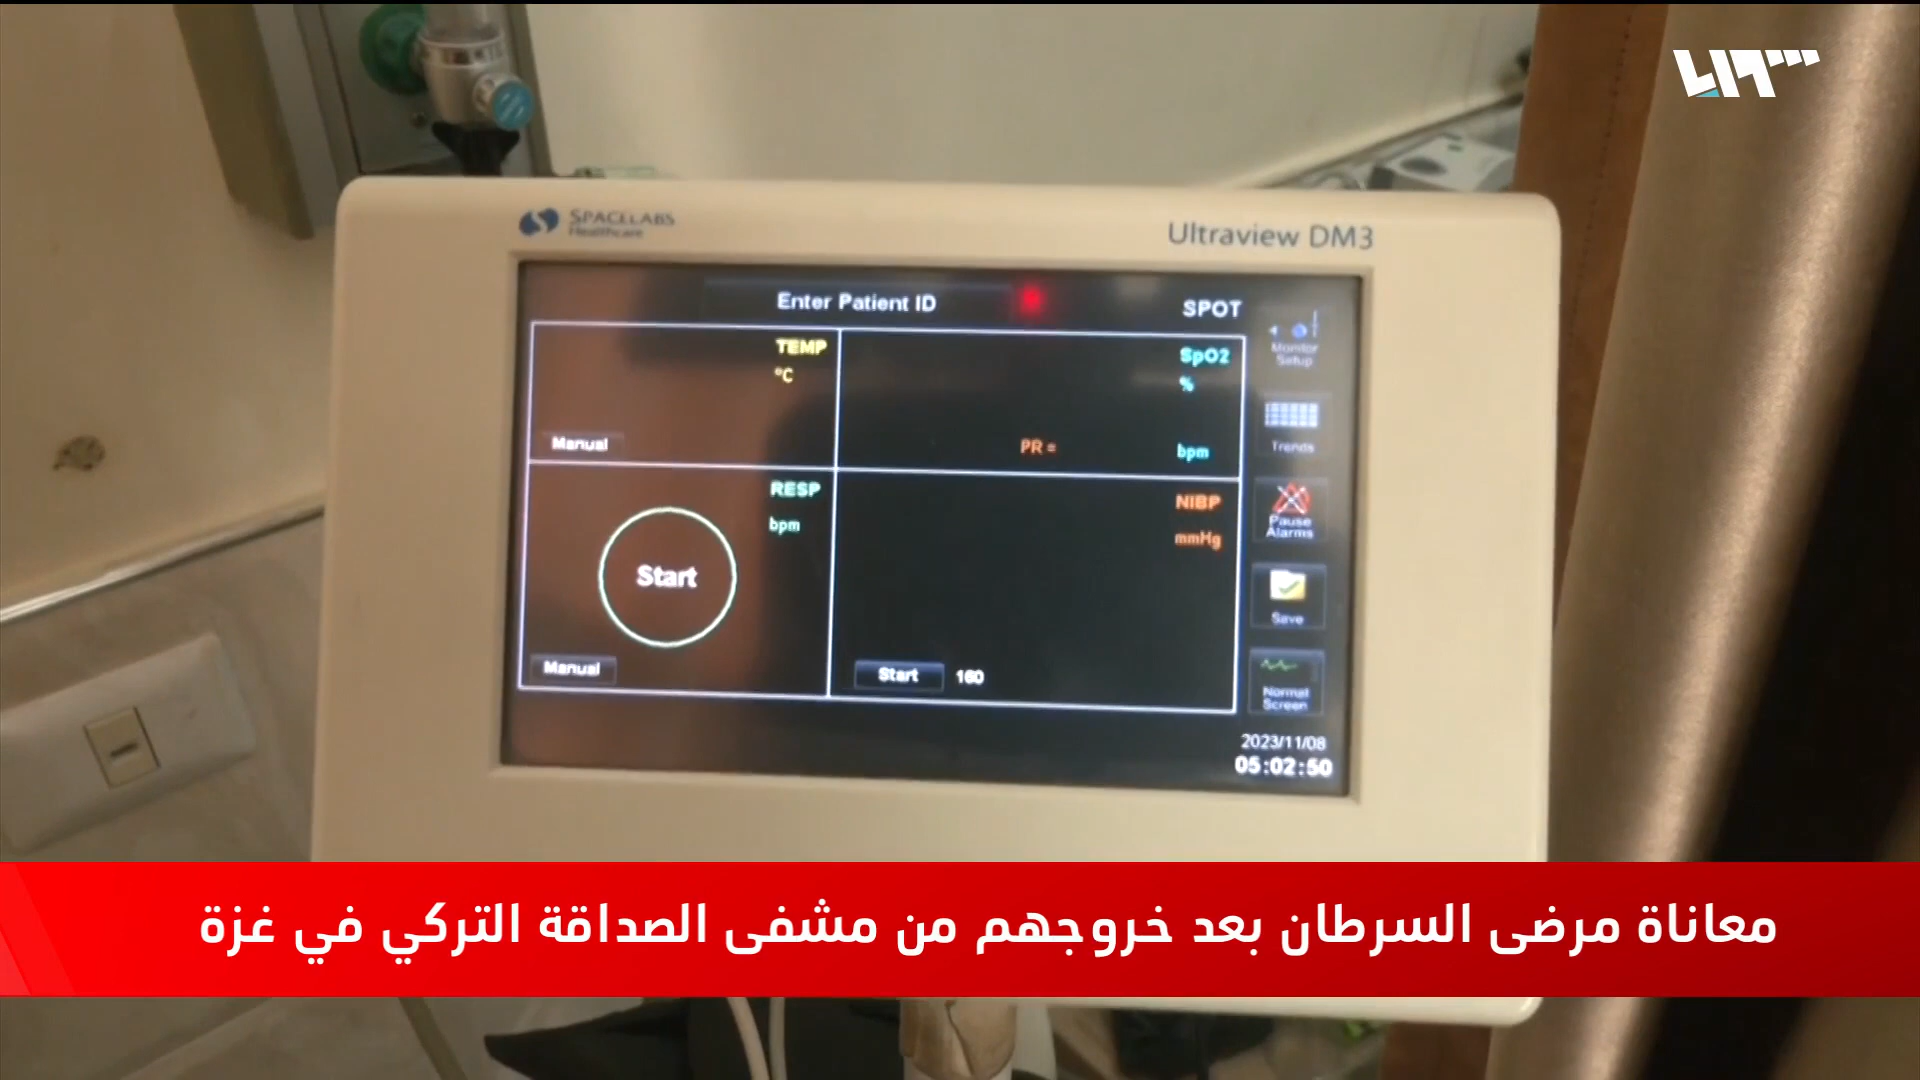 SPACELABS
Healthcare
Ultraview DM3
Enter Patient ID
SPOT
TEMP
°C
Manual
SpO2
%
PR =
bpm
RESP
bpm
Start
Manual
NIBP
mmHg
Start 160
Monitor
Setup
Trends
Pause
Alarms
Save
Normal
Screen
2023/11/08
05:02:50
معاناة مرضى السرطان بعد خروجهم من مشفى الصداقة التركي في غزة